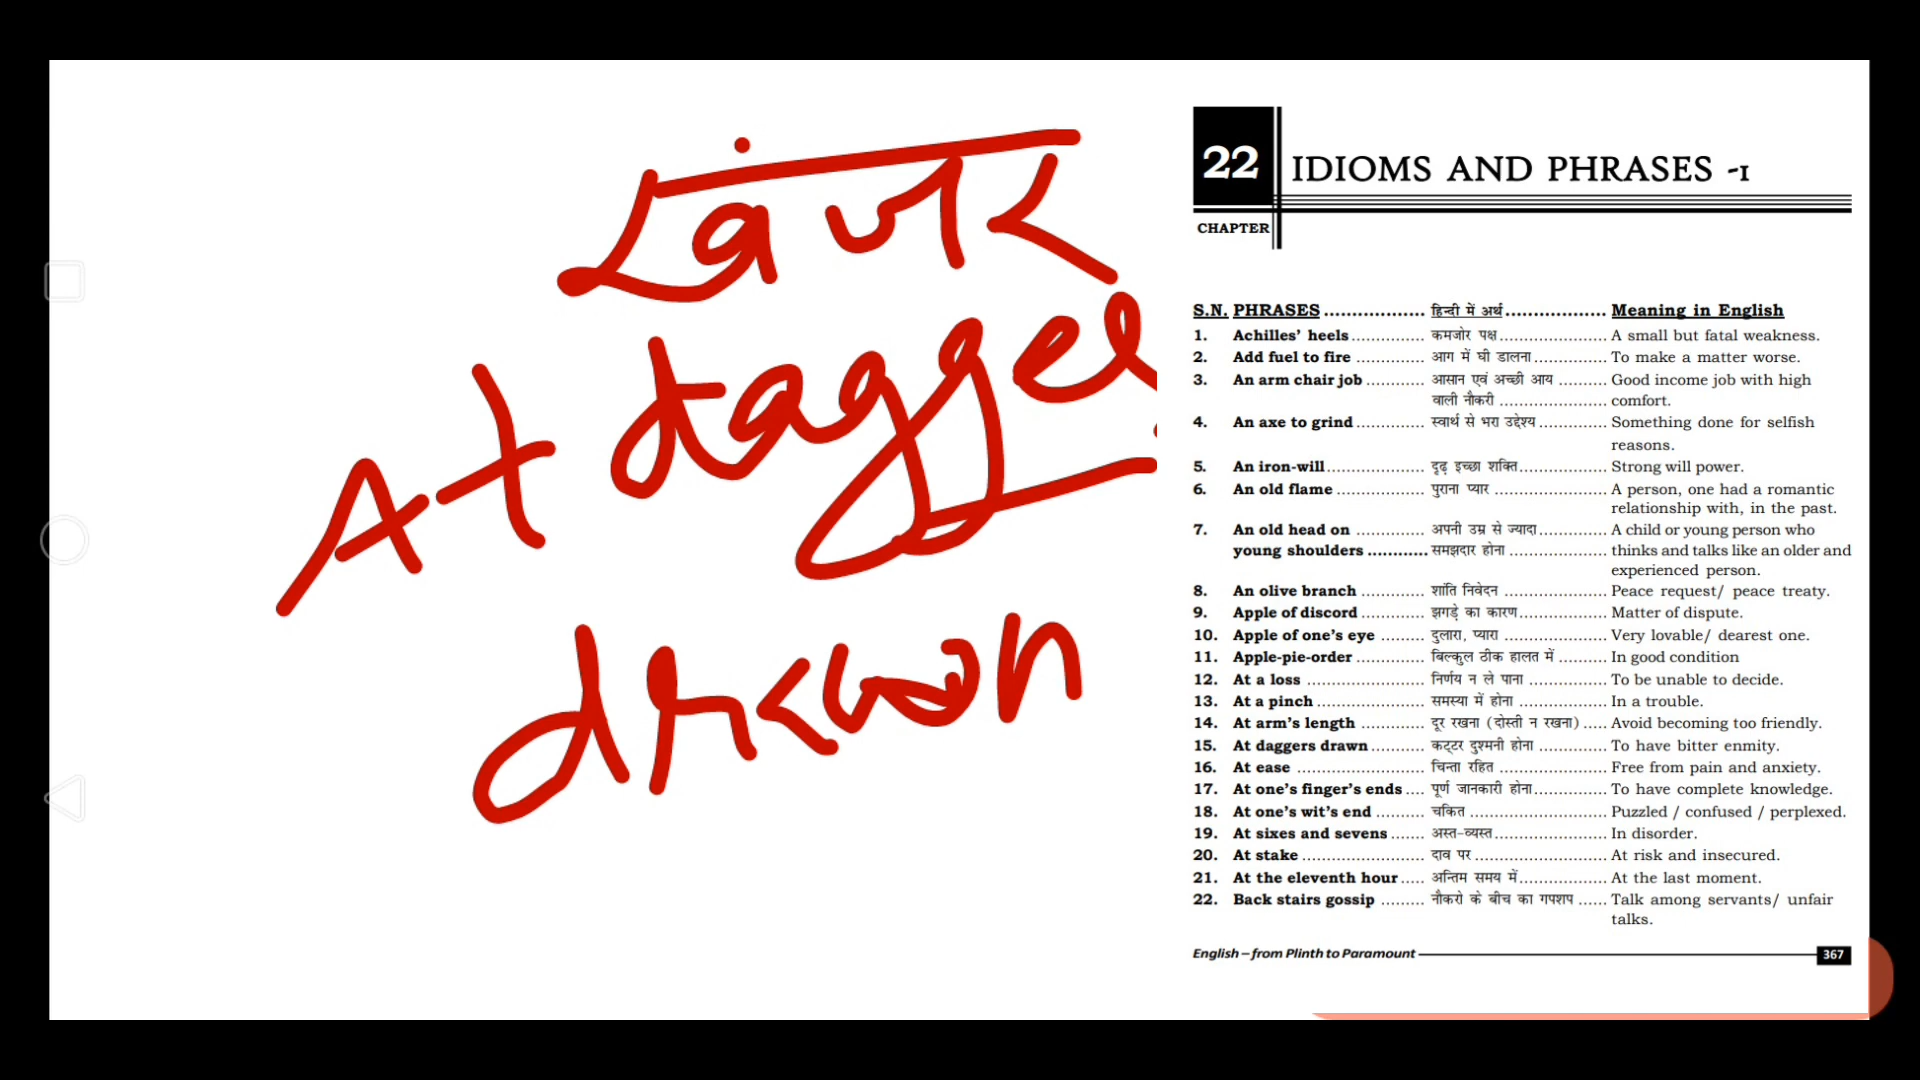 खंजर
At dagger
drawn
22
CHAPTER
IDIOMS AND PHRASES -I
S.N. PHRASES .................. हिन्दी में अर्थ .................. Meaning in English
1. Achilles' heels ............... कमजोर पक्ष ...................... A small but fatal weakness.
2. Add fuel to fire .............. आग में घी डालना ............... To make a matter worse.
3. An arm chair job ............ आसान एवं अच्छी आय .......... Good income job with high
वाली नौकरी ...................... comfort.
4. An axe to grind .............. स्वार्थ से भरा उद्देश्य .............. Something done for selfish
reasons.
5. An iron-will .................... दृढ़ इच्छा शक्ति .................. Strong will power.
6. An old flame .................. पुराना प्यार ....................... A person, one had a romantic
relationship with, in the past.
7. An old head on .............. अपनी उम्र से ज्यादा .............. A child or young person who
young shoulders ............ समझदार होना .................... thinks and talks like an older and
experienced person.
8. An olive branch ............. शांति निवेदन ..................... Peace request/ peace treaty.
9. Apple of discord ............. झगड़े का कारण .................. Matter of dispute.
10. Apple of one's eye ......... दुलारा, प्यारा ...................... Very lovable/ dearest one.
11. Apple-pie-order .............. बिल्कुल ठीक हालत में .......... In good condition
12. At a loss ........................ निर्णय न ले पाना ................ To be unable to decide.
13. At a pinch ...................... समस्या में होना .................. In a trouble.
14. At arm's length ............. दूर रखना (दोस्ती न रखना) ..... Avoid becoming too friendly.
15. At daggers drawn ........... कट्टर दुश्मनी होना .............. To have bitter enmity.
16. At ease .......................... चिन्ता रहित ...................... Free from pain and anxiety.
17. At one's finger's ends .... पूर्ण जानकारी होना ............... To have complete knowledge.
18. At one's wit's end .......... चकित ............................ Puzzled / confused / perplexed.
19. At sixes and sevens ....... अस्त-व्यस्त ....................... In disorder.
20. At stake ......................... दाव पर ........................... At risk and insecured.
21. At the eleventh hour ..... अन्तिम समय में .................. At the last moment.
22. Back stairs gossip ......... नौकरो के बीच का गपशप ...... Talk among servants/ unfair
talks.
English – from Plinth to Paramount
367